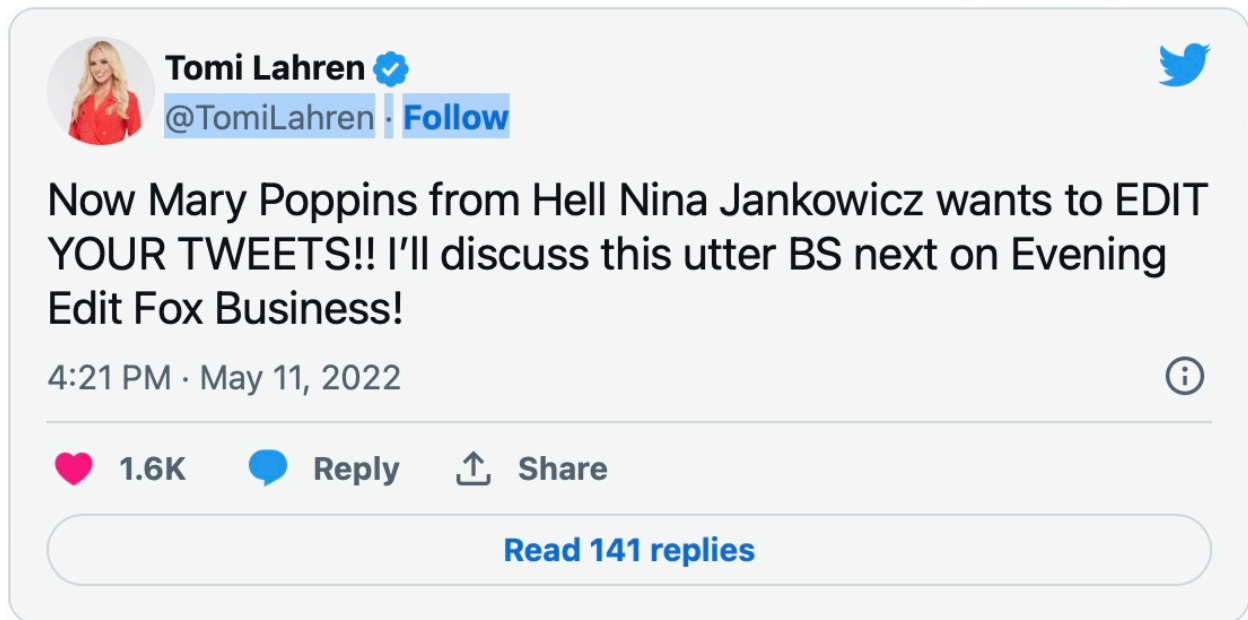 Tomi Lahren
@TomiLahren · Follow
Now Mary Poppins from Hell Nina Jankowicz wants to EDIT
YOUR TWEETS!! I’ll discuss this utter BS next on Evening
Edit Fox Business!
4:21 PM · May 11, 2022
1.6K Reply Share
Read 141 replies